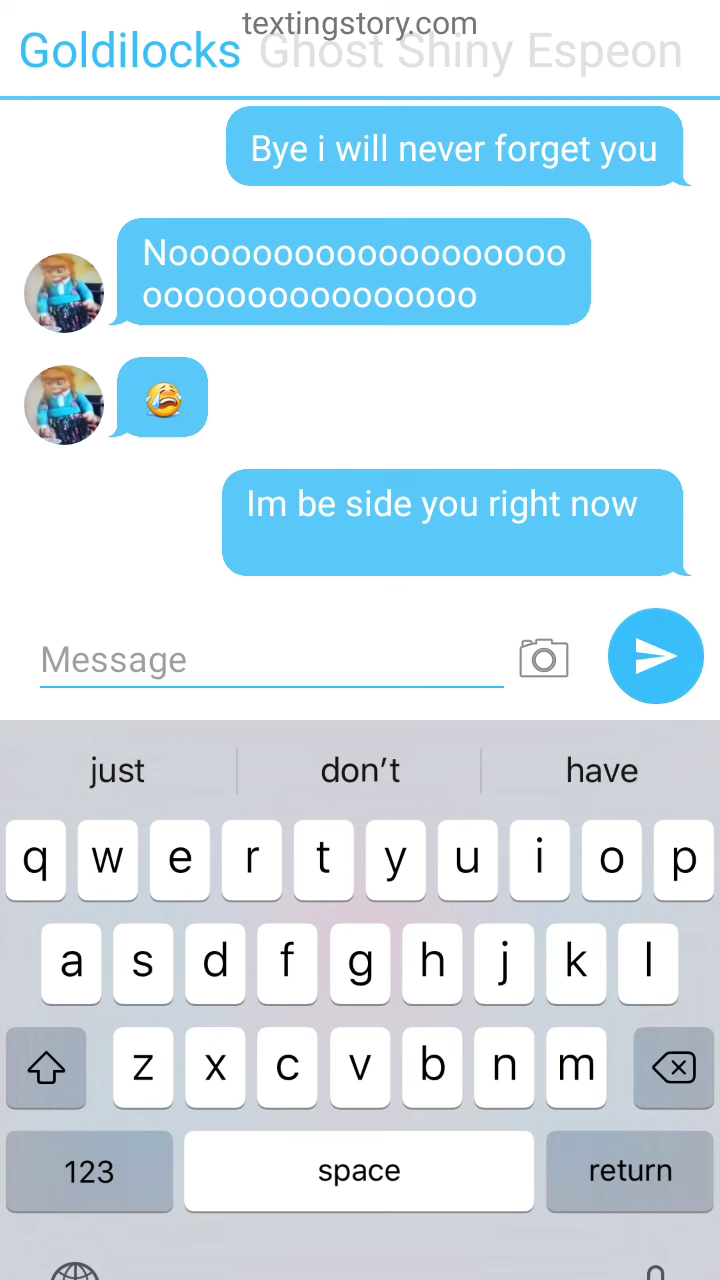 textingstory.com
Goldilocks Ghost Shiny Espeon
Bye i will never forget you
Noooooooooooooooooooo
oooooooooooooooo
😭
Im be side you right now
Message
just don't have
q w e r t y u i o p
a s d f g h j k l
z x c v b n m
123 space return